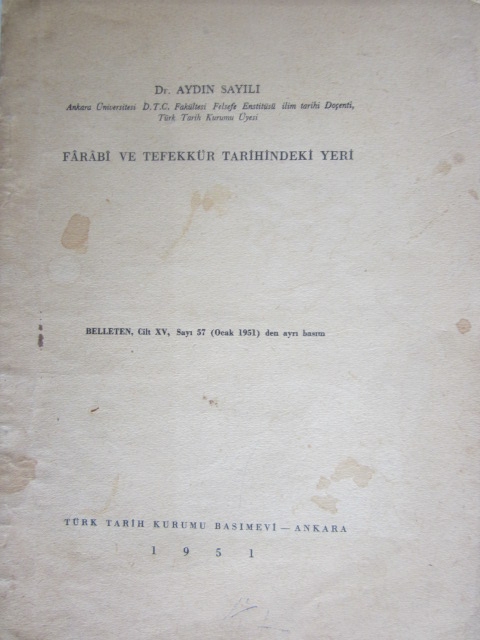 Dr. AYDIN SAYILI
Ankara Üniversitesi D.T.C. Fakültesi Felsefe Enstitüsü ilim tarihi Doçenti,
Türk Tarih Kurumu Üyesi
FÂRÂBÎ VE TEFEKKÜR TARİHİNDEKİ YERİ
BELLETEN, Cilt XV, Sayı 57 (Ocak 1951) den ayrı basım
TÜRK TARİH KURUMU BASIMEVİ — ANKARA
1 9 5 1